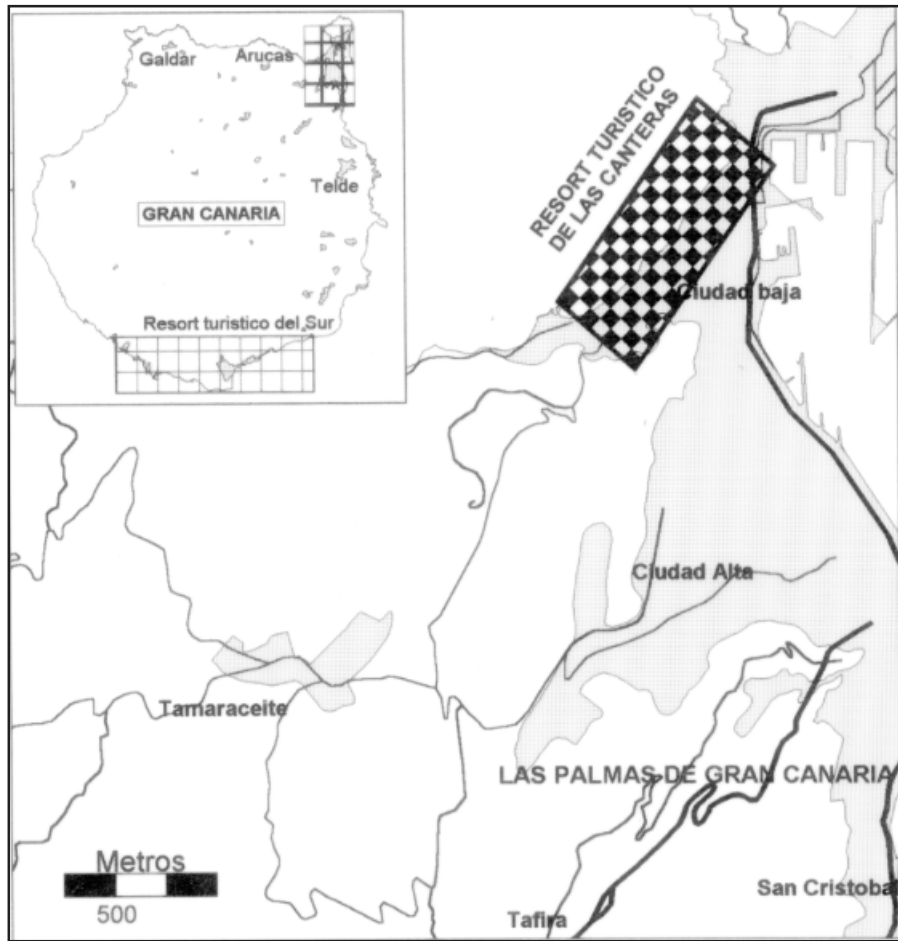 Galdar
Arucas
Telde
GRAN CANARIA
Resort turistico del Sur
RESORT TURISTICO
DE LAS CANTERAS
Ciudad baja
Ciudad Alta
Tamaraceite
LAS PALMAS DE GRAN CANARIA
Metros
500
San Cristobal
Tafira